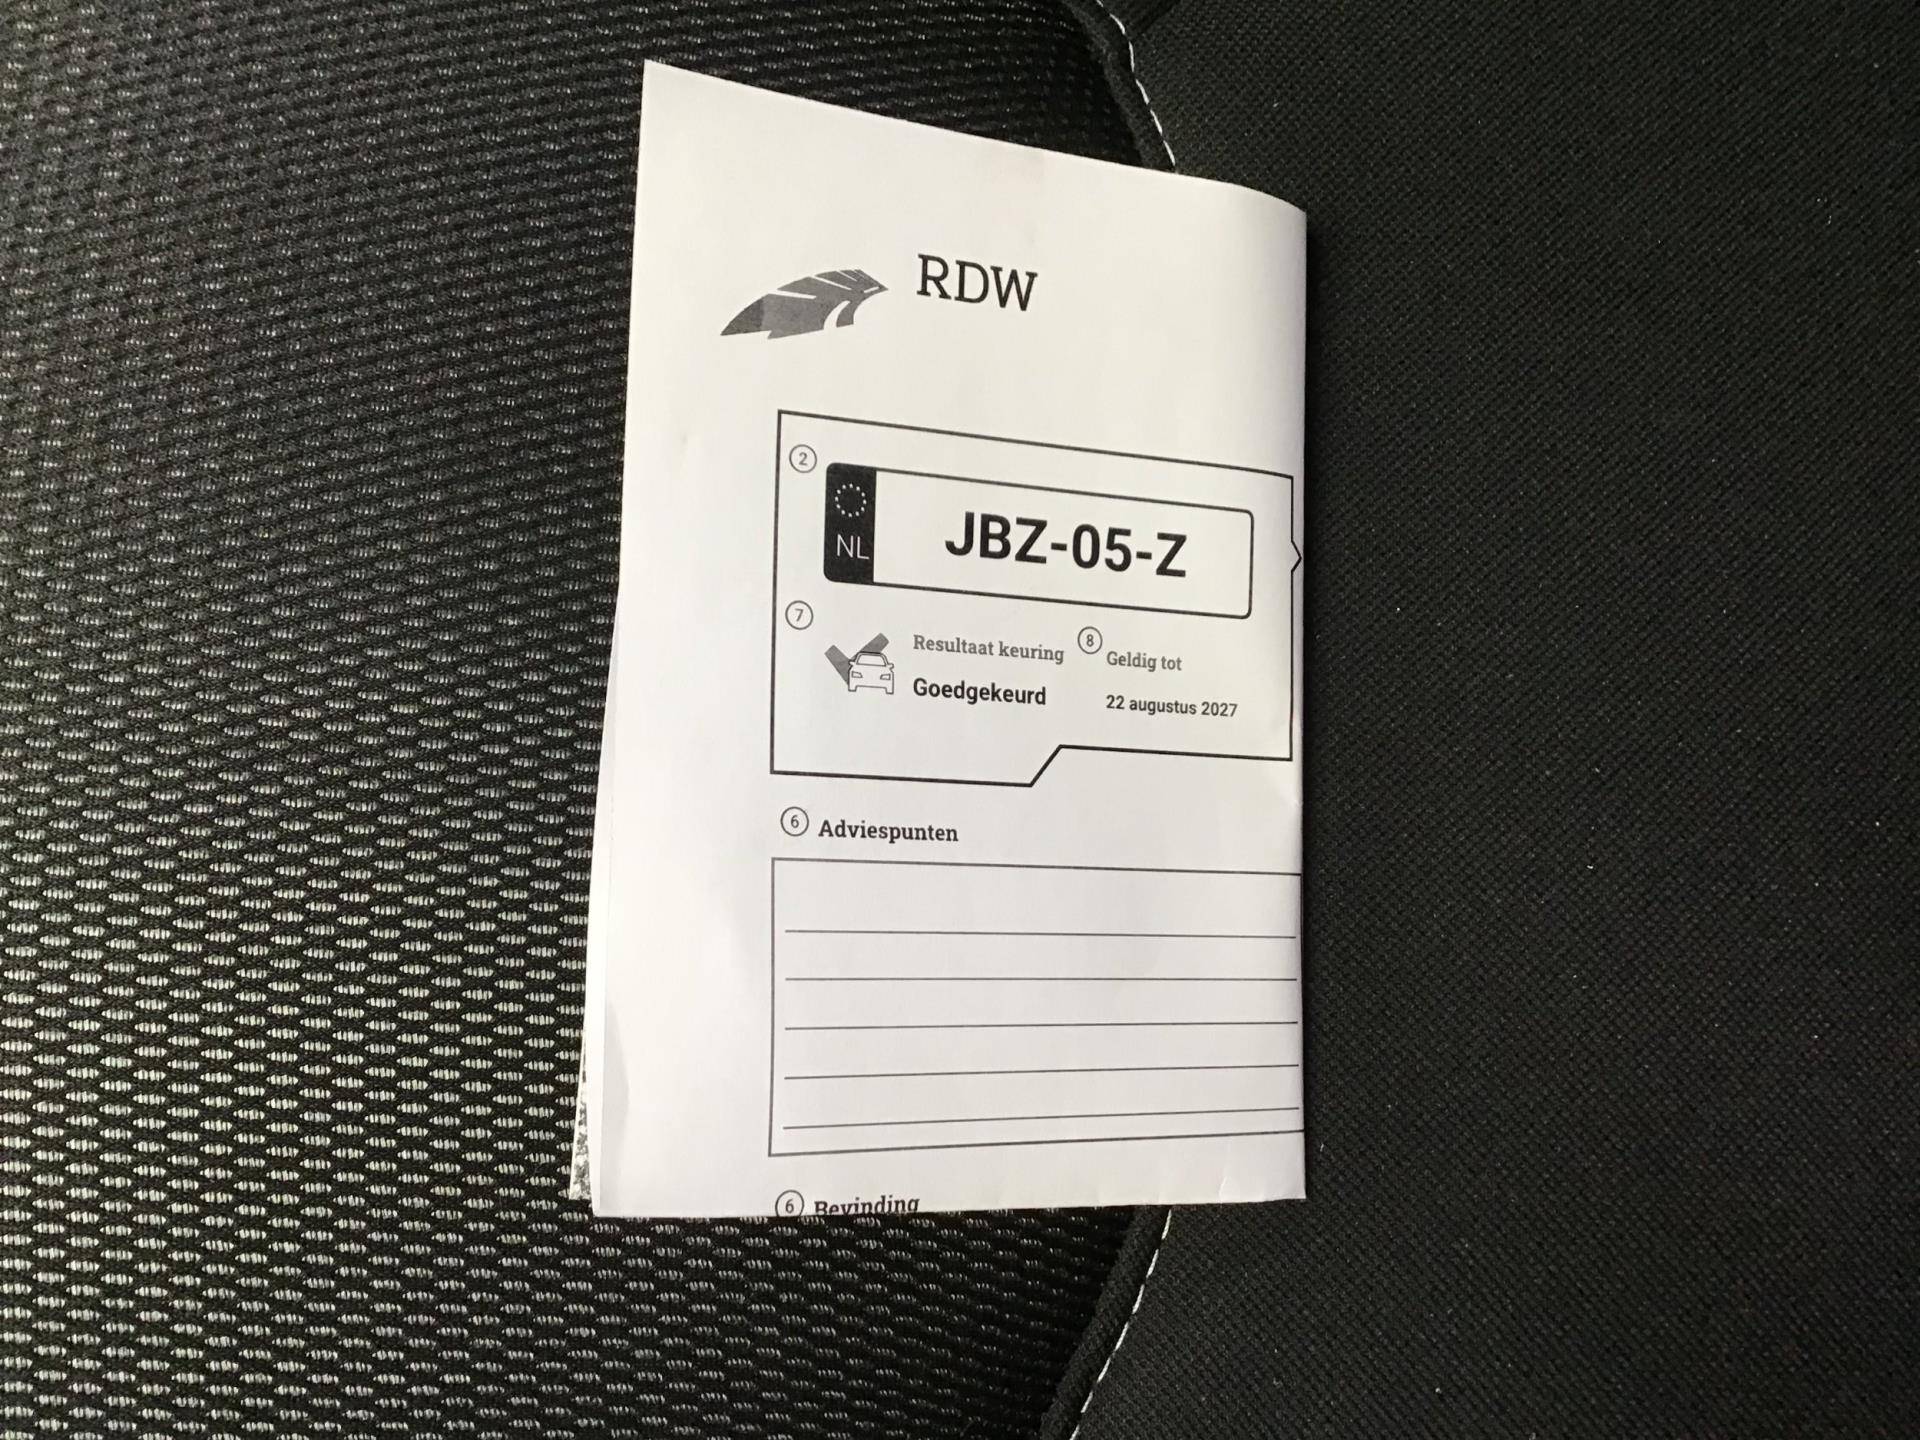 RDW
2
NL
JBZ-05-Z
7
Resultaat keuring
8
Geldig tot
Goedgekeurd
22 augustus 2027
6 Adviespunten
6 Bevinding